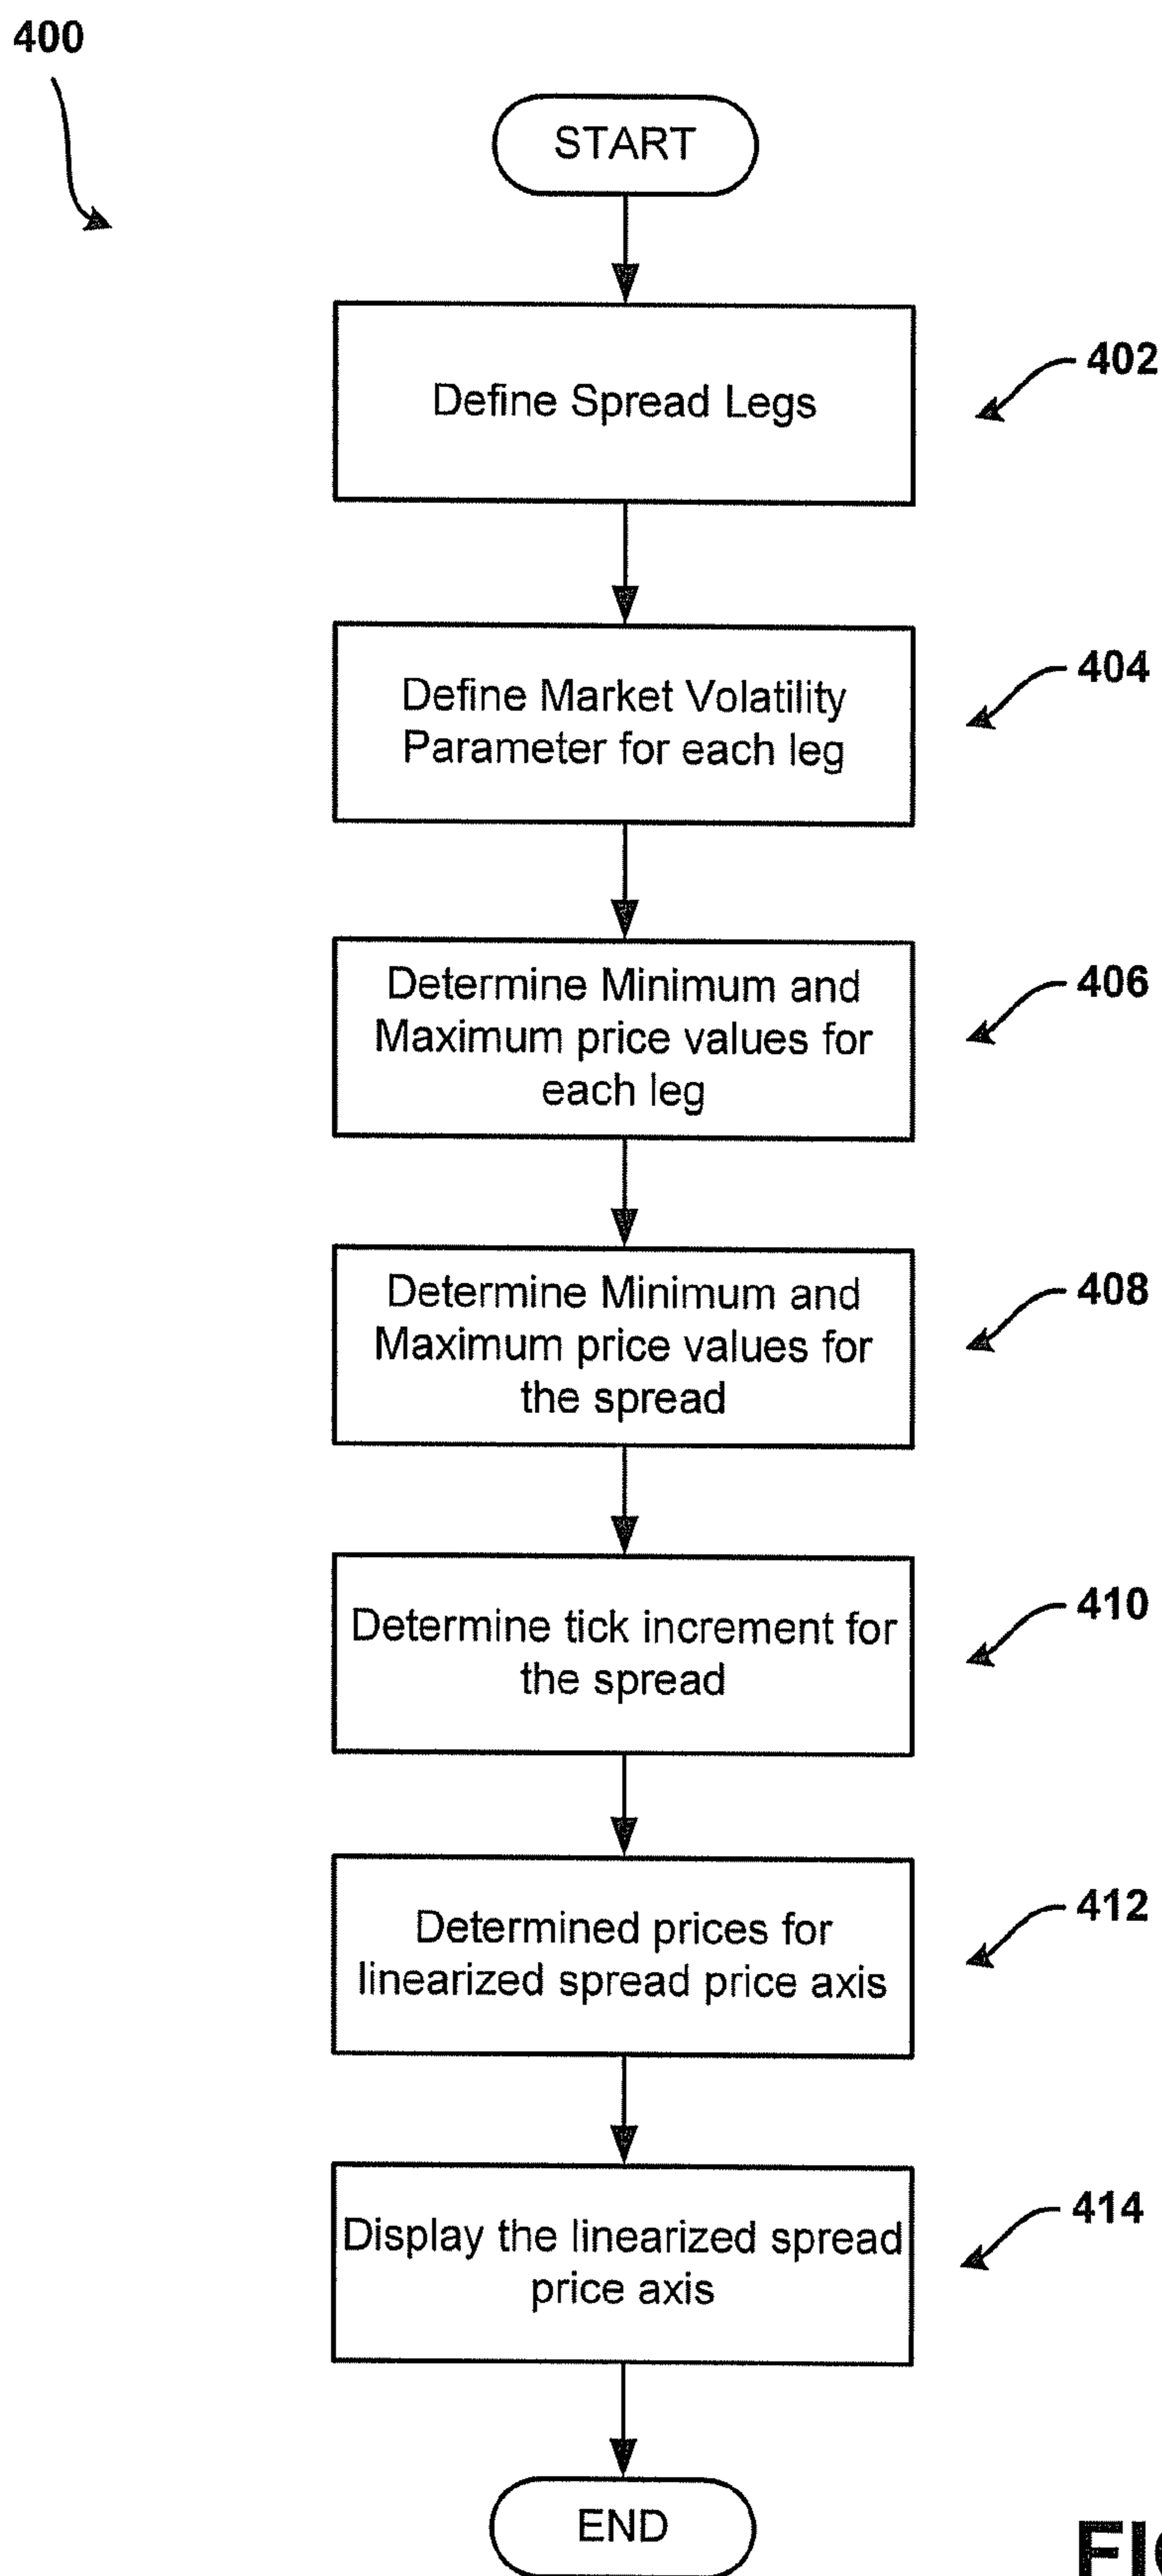 400
START
Define Spread Legs
402
Define Market Volatility
Parameter for each leg
404
Determine Minimum and
Maximum price values for
each leg
406
Determine Minimum and
Maximum price values for
the spread
408
Determine tick increment for
the spread
410
Determined prices for
linearized spread price axis
412
Display the linearized spread
price axis
414
END